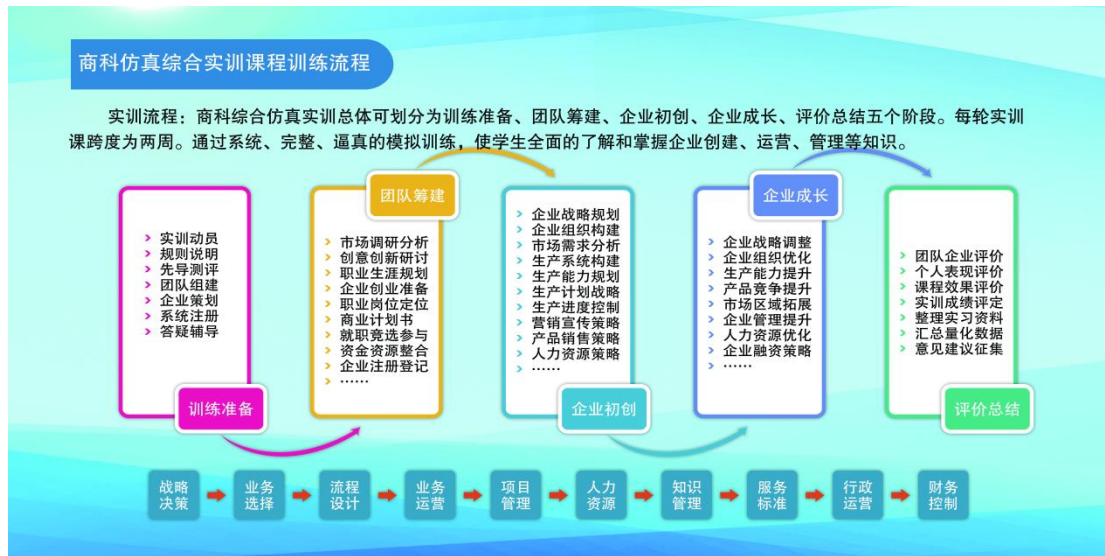 商科仿真综合实训课程训练流程
实训流程：商科综合仿真实训总体可划分为训练准备、团队筹建、企业初创、企业成长、评价总结五个阶段。每轮实训
课跨度为两周。通过系统、完整、逼真的模拟训练，使学生全面的了解和掌握企业创建、运营、管理等知识。
实训动员
规则说明
先导测评
团队组建
企业策划
系统注册
答疑辅导
训练准备
团队筹建
市场调研分析
创意创新研讨
职业生涯规划
企业创业准备
职业岗位定位
商业计划书
就职竞选参与
资金资源整合
企业注册登记
……
企业战略规划
企业组织构建
市场需求分析
生产系统构建
生产能力规划
生产计划战略
生产进度控制
营销宣传策略
产品销售策略
人力资源策略
……
企业初创
企业成长
企业战略调整
企业组织优化
生产能力提升
产品竞争提升
市场区域拓展
企业管理提升
人力资源优化
企业融资策略
……
团队企业评价
个人表现评价
课程效果评价
实训成绩评定
整理实习资料
汇总量化数据
意见建议征集
评价总结
战略
决策
业务
选择
流程
设计
业务
运营
项目
管理
人力
资源
知识
管理
服务
标准
行政
运营
财务
控制